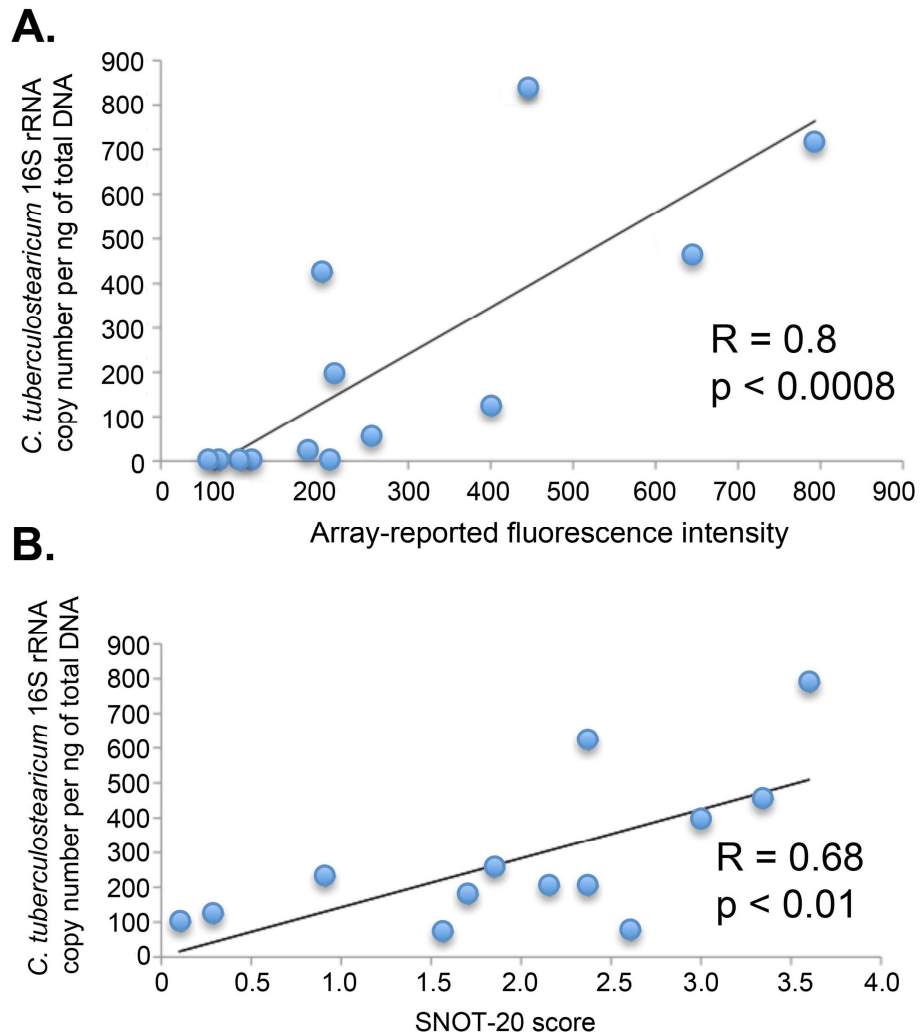 A.
C. tuberculostearicum 16S rRNA
copy number per ng of total DNA
900
800
700
600
500
400
300
200
100
0
R = 0.8
p < 0.0008
0 100 200 300 400 500 600 700 800 900
Array-reported fluorescence intensity
B.
C. tuberculostearicum 16S rRNA
copy number per ng of total DNA
900
800
700
600
500
400
300
200
100
0
R = 0.68
p < 0.01
0 0.5 1.0 1.5 2.0 2.5 3.0 3.5 4.0
SNOT-20 score